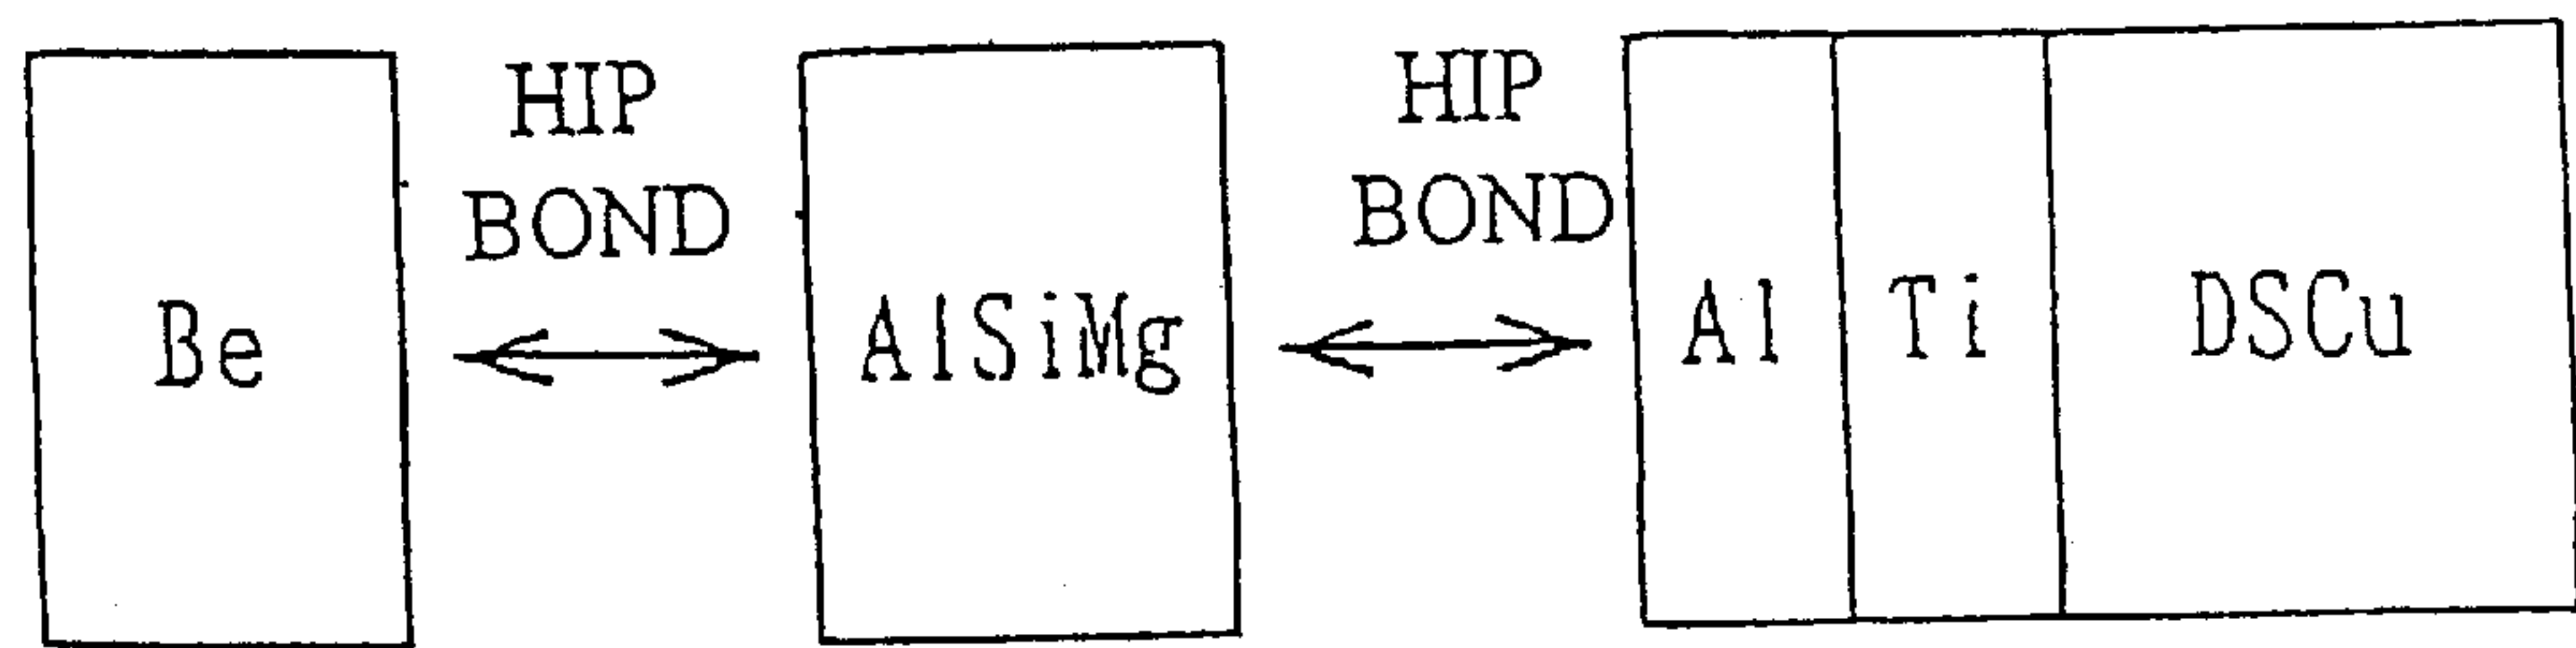 Be
HIP
BOND
AlSiMg
HIP
BOND
Al
Ti
DSCu